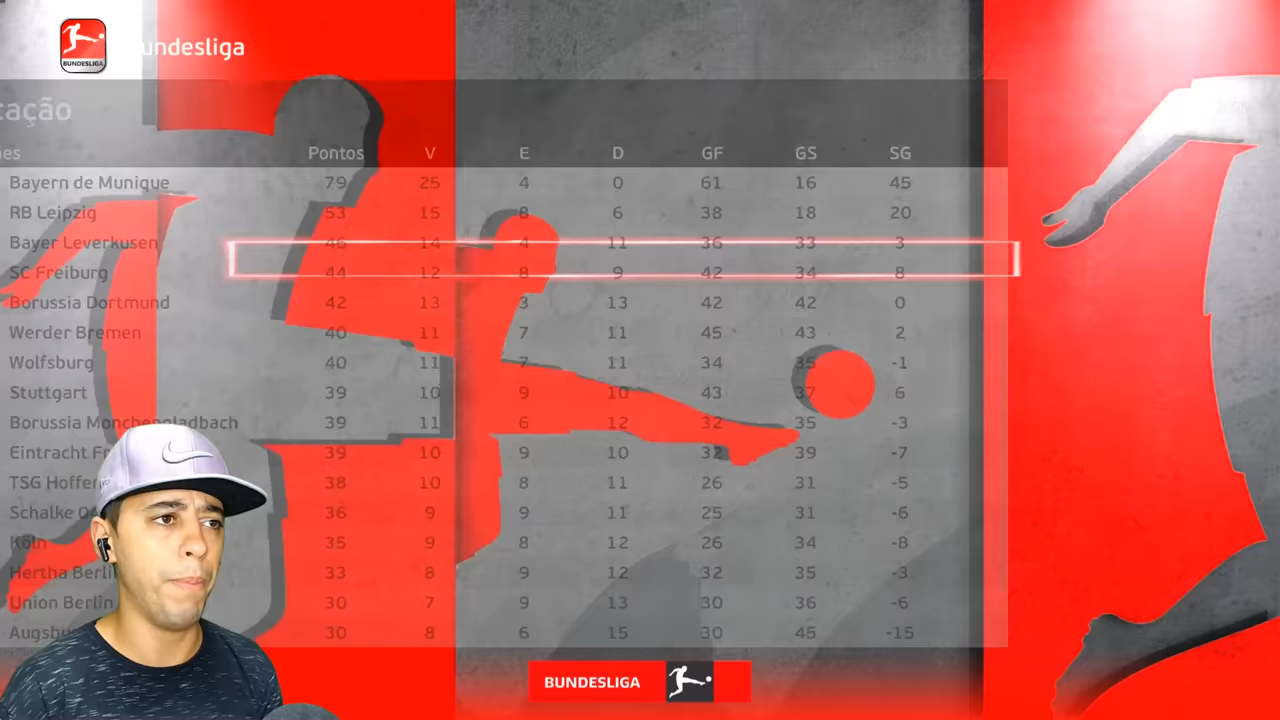 BUNDESLIGA
undesliga
tação
es
Pontos V E D GF GS SG
Bayern de Munique 79 25 4 0 61 16 45
RB Leipzig 53 15 8 6 38 18 20
Bayer Leverkusen 46 14 4 11 36 33 3
SC Freiburg 44 12 8 9 42 34 8
Borussia Dortmund 42 13 3 13 42 42 0
Werder Bremen 40 11 7 11 45 43 2
Wolfsburg 40 11 7 11 34 35 -1
Stuttgart 39 10 9 10 43 37 6
Borussia Monchengladbach 39 11 6 12 32 35 -3
Eintracht Fr 39 10 9 10 32 39 -7
TSG Hoffen 38 10 8 11 26 31 -5
Schalke 04 36 9 9 11 25 31 -6
Köln 35 9 8 12 26 34 -8
Hertha Berli 33 8 9 12 32 35 -3
Union Berlin 30 7 9 13 30 36 -6
Augsbu 30 8 6 15 30 45 -15
BUNDESLIGA